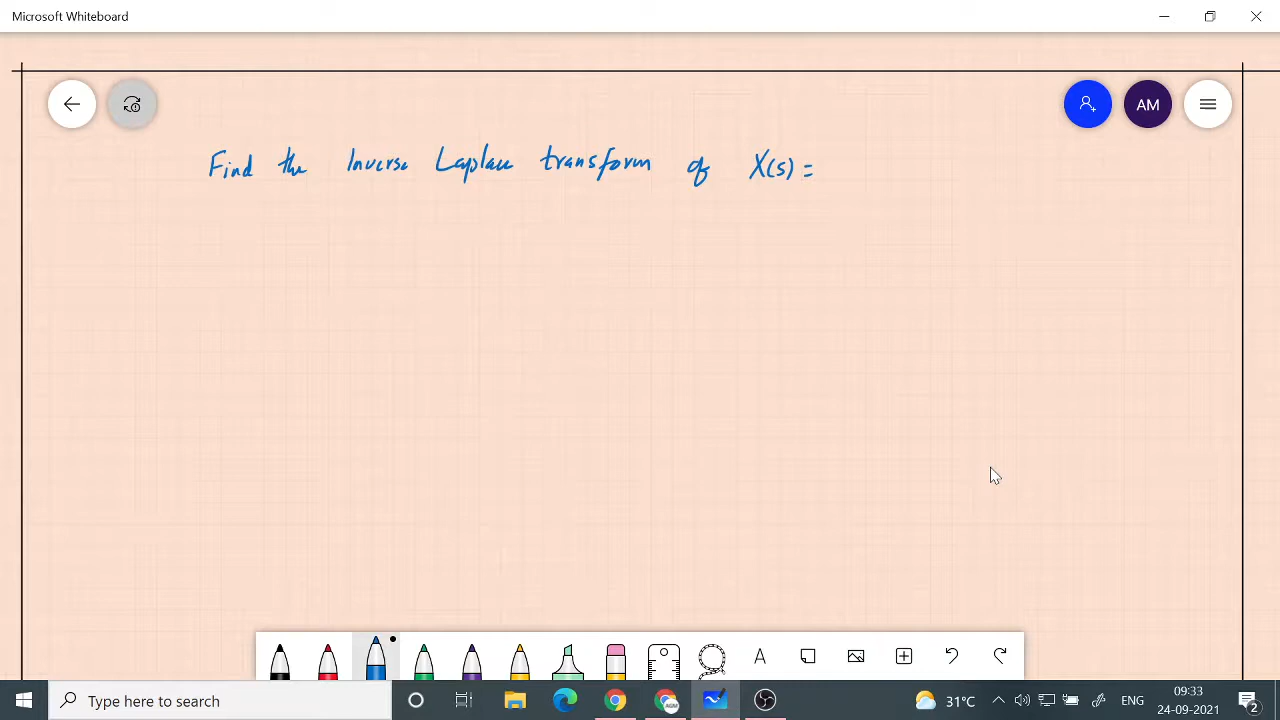 Microsoft Whiteboard
AM
Find the Inverse Laplace transform of X(s) =
A
AGM
Type here to search
31°C
ENG
09:33
24-09-2021
2